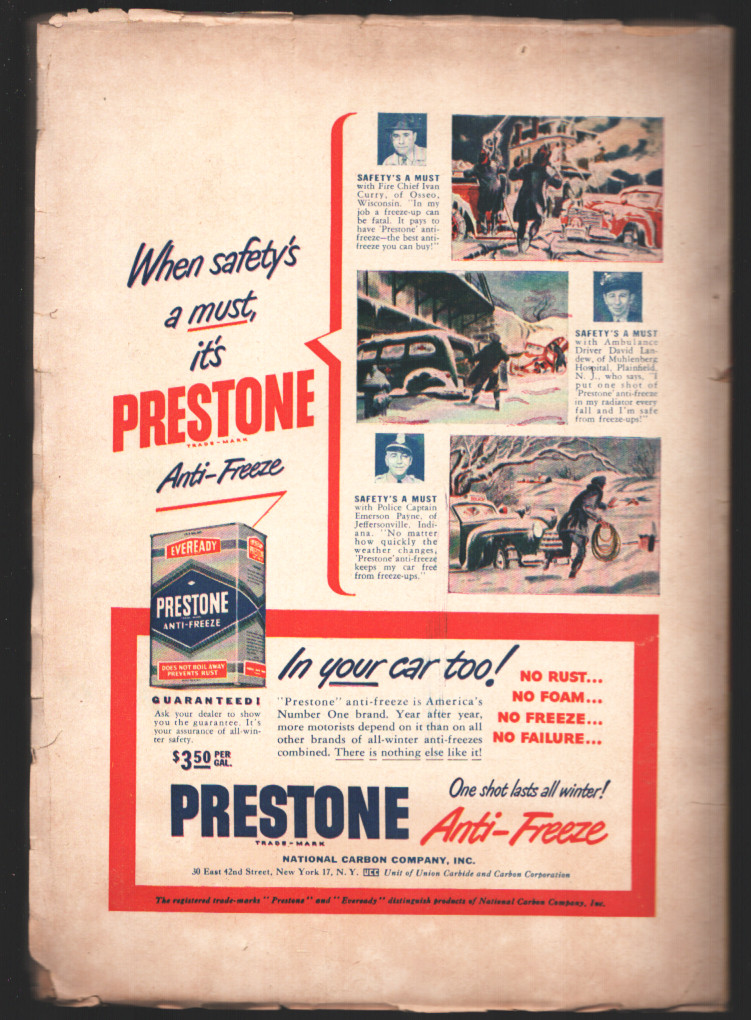 When safety's
a must,
it's
PRESTONE
TRADE-MARK
Anti-Freeze
SAFETY'S A MUST
with Fire Chief Ivan
Curry, of Osseo,
Wisconsin. "In my
job a freeze-up can
be fatal. It pays to
have 'Prestone' anti-
freeze—the best anti-
freeze you can buy!"
SAFETY'S A MUST
with Ambulance
Driver David Lan-
dew, of Muhlenberg
Hospital, Plainfield,
N. J., who says, "I
put one shot of
'Prestone' anti-freeze
in my radiator every
fall and I'm safe
from freeze-ups!"
SAFETY'S A MUST
with Police Captain
Emerson Payne, of
Jeffersonville, Indi-
ana. "No matter
how quickly the
weather changes,
'Prestone' anti-freeze
keeps my car free
from freeze-ups."
EVEREADY
PRESTONE
ANTI-FREEZE
DOES NOT BOIL AWAY
PREVENTS RUST
GUARANTEED!
Ask your dealer to show
you the guarantee. It's
your assurance of all-win-
ter safety.
$3.50 PER
GAL.
In your car too!
"Prestone" anti-freeze is America's
Number One brand. Year after year,
more motorists depend on it than on all
other brands of all-winter anti-freezes
combined. There is nothing else like it!
NO RUST...
NO FOAM...
NO FREEZE...
NO FAILURE...
PRESTONE
TRADE-MARK
One shot lasts all winter!
Anti-Freeze
NATIONAL CARBON COMPANY, INC.
30 East 42nd Street, New York 17, N. Y. UCC Unit of Union Carbide and Carbon Corporation
The registered trade-marks "Prestone" and "Eveready" distinguish products of National Carbon Company, Inc.